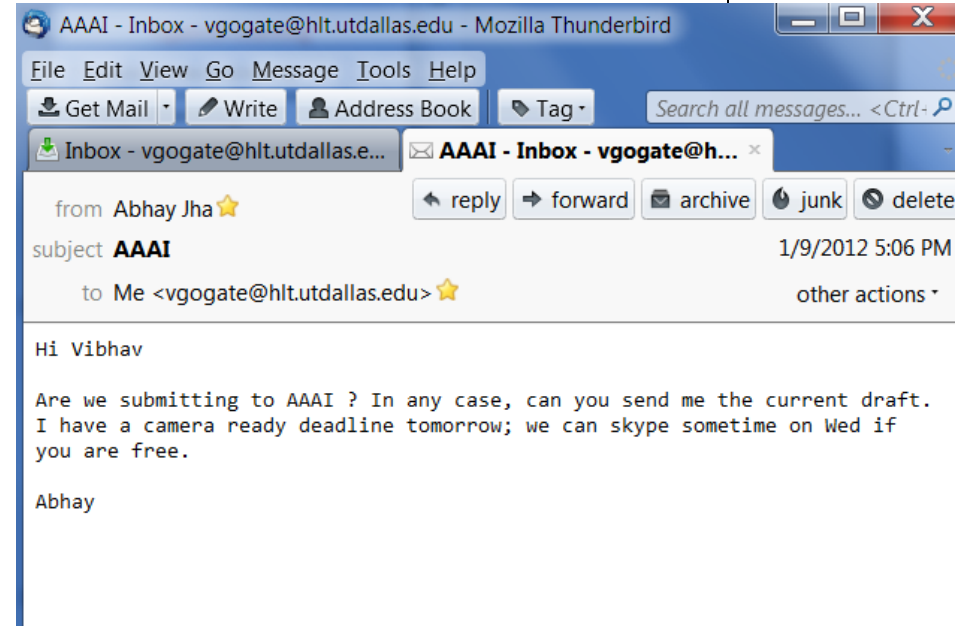 AAAI - Inbox - vgogate@hlt.utdallas.edu - Mozilla Thunderbird
File Edit View Go Message Tools Help
Get Mail Write Address Book Tag Search all messages... <Ctrl-
Inbox - vgogate@hlt.utdallas.e... AAAI - Inbox - vgogate@h...
from Abhay Jha reply forward archive junk delete
subject AAAI 1/9/2012 5:06 PM
to Me <vgogate@hlt.utdallas.edu> other actions
Hi Vibhav
Are we submitting to AAAI ? In any case, can you send me the current draft.
I have a camera ready deadline tomorrow; we can skype sometime on Wed if
you are free.
Abhay